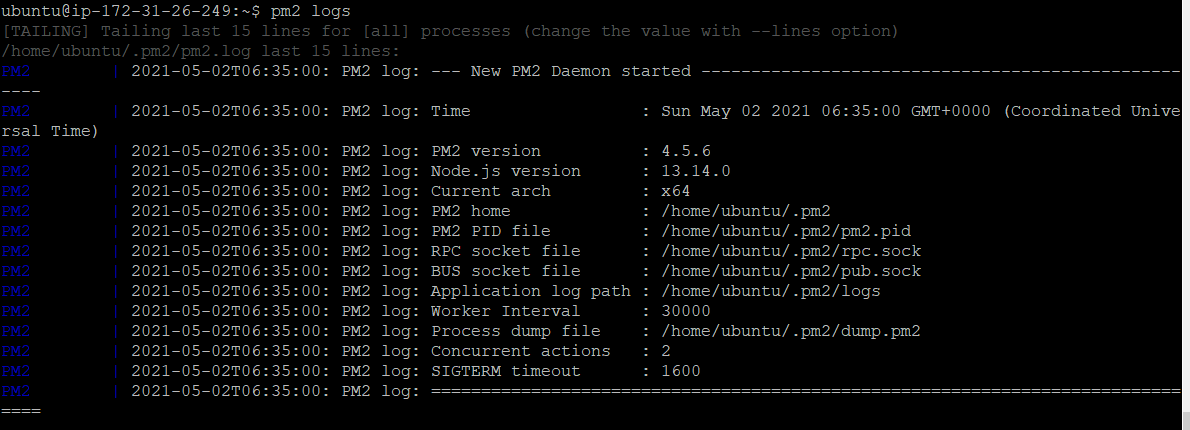 ubuntu@ip-172-31-26-249:~$ pm2 logs
[TAILING] Tailing last 15 lines for [all] processes (change the value with --lines option)
/home/ubuntu/.pm2/pm2.log last 15 lines:
PM2        | 2021-05-02T06:35:00: PM2 log: --- New PM2 Daemon started ------------------------------------------------
----
PM2        | 2021-05-02T06:35:00: PM2 log: Time                 : Sun May 02 2021 06:35:00 GMT+0000 (Coordinated Unive
rsal Time)
PM2        | 2021-05-02T06:35:00: PM2 log: PM2 version          : 4.5.6
PM2        | 2021-05-02T06:35:00: PM2 log: Node.js version      : 13.14.0
PM2        | 2021-05-02T06:35:00: PM2 log: Current arch         : x64
PM2        | 2021-05-02T06:35:00: PM2 log: PM2 home             : /home/ubuntu/.pm2
PM2        | 2021-05-02T06:35:00: PM2 log: PM2 PID file         : /home/ubuntu/.pm2/pm2.pid
PM2        | 2021-05-02T06:35:00: PM2 log: RPC socket file      : /home/ubuntu/.pm2/rpc.sock
PM2        | 2021-05-02T06:35:00: PM2 log: BUS socket file      : /home/ubuntu/.pm2/pub.sock
PM2        | 2021-05-02T06:35:00: PM2 log: Application log path : /home/ubuntu/.pm2/logs
PM2        | 2021-05-02T06:35:00: PM2 log: Worker Interval      : 30000
PM2        | 2021-05-02T06:35:00: PM2 log: Process dump file    : /home/ubuntu/.pm2/dump.pm2
PM2        | 2021-05-02T06:35:00: PM2 log: Concurrent actions   : 2
PM2        | 2021-05-02T06:35:00: PM2 log: SIGTERM timeout      : 1600
PM2        | 2021-05-02T06:35:00: PM2 log: ===========================================================================
====